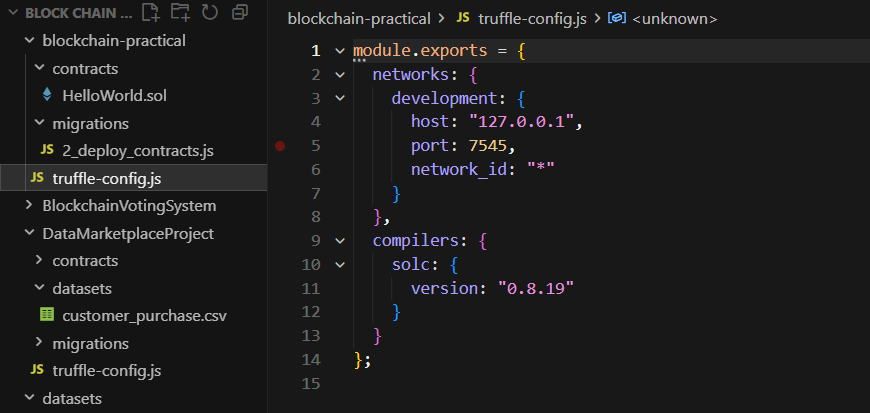 BLOCK CHAIN ...
blockchain-practical
contracts
HelloWorld.sol
migrations
JS 2_deploy_contracts.js
JS truffle-config.js
BlockchainVotingSystem
DataMarketplaceProject
contracts
datasets
customer_purchase.csv
migrations
JS truffle-config.js
datasets
blockchain-practical > JS truffle-config.js > <unknown>
1 module.exports = {
2 networks: {
3 development: {
4 host: "127.0.0.1",
5 port: 7545,
6 network_id: "*"
7 }
8 },
9 compilers: {
10 solc: {
11 version: "0.8.19"
12 }
13 }
14 };
15